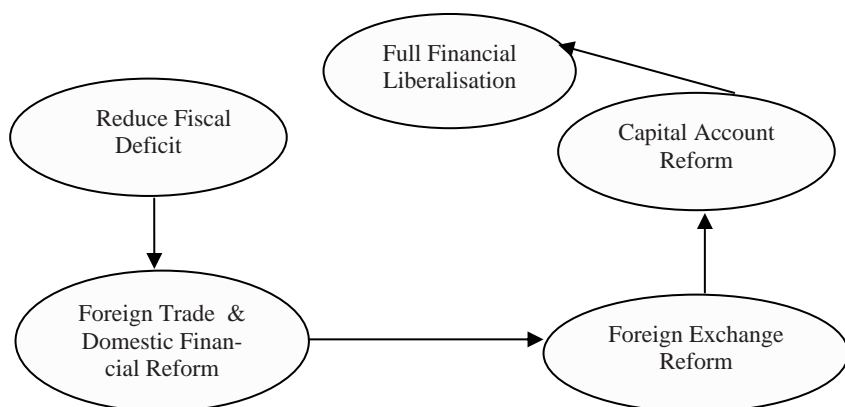 Full Financial
Liberalisation
Reduce Fiscal
Deficit
Capital Account
Reform
Foreign Trade &
Domestic Finan-
cial Reform
Foreign Exchange
Reform